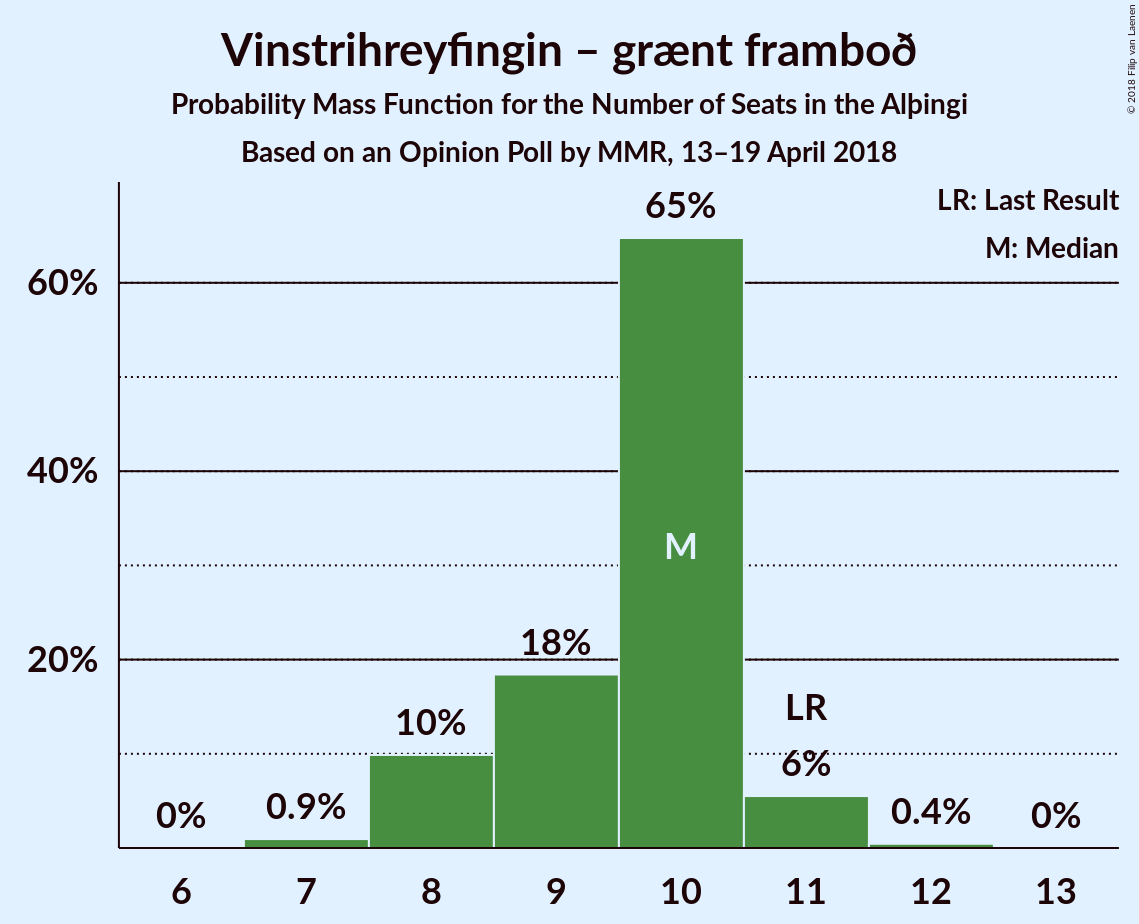 Vinstrihreyfingin – grænt framboð
Probability Mass Function for the Number of Seats in the Alþingi
Based on an Opinion Poll by MMR, 13–19 April 2018
© 2018 Filip van Laenen
LR: Last Result
M: Median
65%
60%
40%
20%
M
18%
10%
LR
6%
0%
0.9%
0.4%
0%
6 7 8 9 10 11 12 13